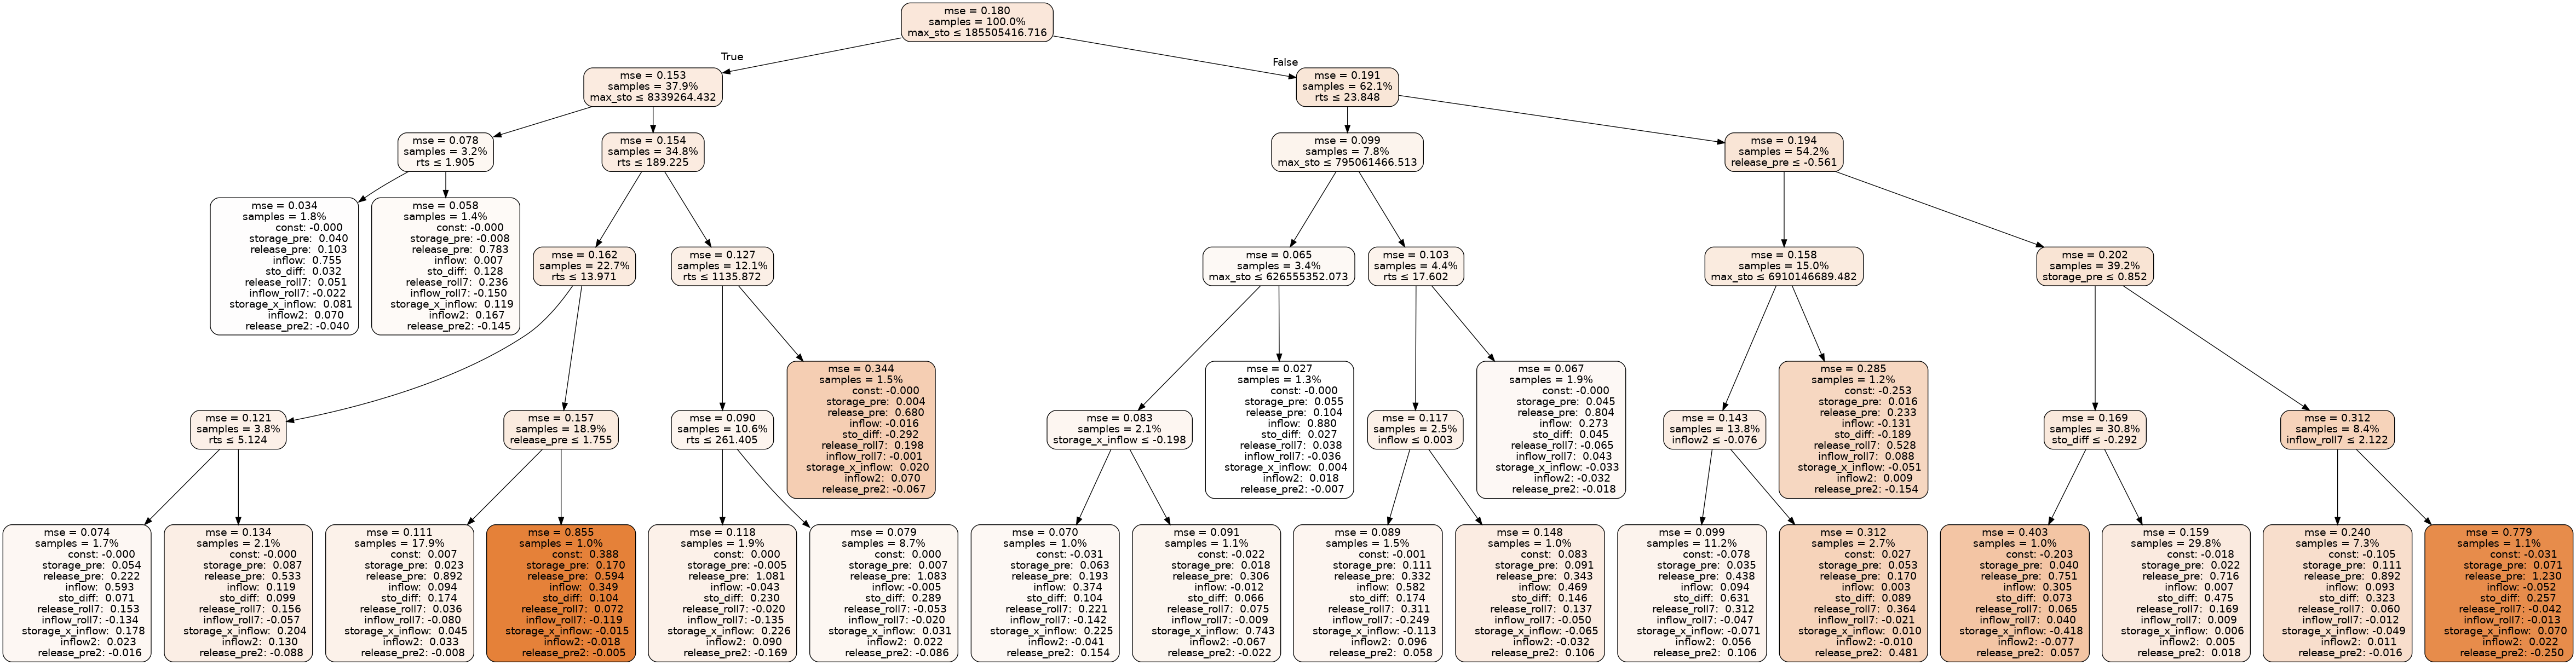 mse = 0.180
samples = 100.0%
max_sto ≤ 185505416.716
True
False
mse = 0.153
samples = 37.9%
max_sto ≤ 8339264.432
mse = 0.191
samples = 62.1%
rts ≤ 23.848
mse = 0.078
samples = 3.2%
rts ≤ 1.905
mse = 0.154
samples = 34.8%
rts ≤ 189.225
mse = 0.099
samples = 7.8%
max_sto ≤ 795061466.513
mse = 0.194
samples = 54.2%
release_pre ≤ -0.561
mse = 0.034
samples = 1.8%
const: -0.000
storage_pre: 0.040
release_pre: 0.103
inflow: 0.755
sto_diff: 0.032
release_roll7: 0.051
inflow_roll7: -0.022
storage_x_inflow: 0.081
inflow2: 0.070
release_pre2: -0.040
mse = 0.058
samples = 1.4%
const: -0.000
storage_pre: -0.008
release_pre: 0.783
inflow: 0.007
sto_diff: 0.128
release_roll7: 0.236
inflow_roll7: -0.150
storage_x_inflow: 0.119
inflow2: 0.167
release_pre2: -0.145
mse = 0.162
samples = 22.7%
rts ≤ 13.971
mse = 0.127
samples = 12.1%
rts ≤ 1135.872
mse = 0.065
samples = 3.4%
max_sto ≤ 626555352.073
mse = 0.103
samples = 4.4%
rts ≤ 17.602
mse = 0.158
samples = 15.0%
max_sto ≤ 6910146689.482
mse = 0.202
samples = 39.2%
storage_pre ≤ 0.852
mse = 0.121
samples = 3.8%
rts ≤ 5.124
mse = 0.157
samples = 18.9%
release_pre ≤ 1.755
mse = 0.090
samples = 10.6%
rts ≤ 261.405
mse = 0.344
samples = 1.5%
const: -0.000
storage_pre: 0.004
release_pre: 0.680
inflow: -0.016
sto_diff: -0.292
release_roll7: 0.198
inflow_roll7: -0.001
storage_x_inflow: 0.020
inflow2: 0.070
release_pre2: -0.067
mse = 0.083
samples = 2.1%
storage_x_inflow ≤ -0.198
mse = 0.027
samples = 1.3%
const: -0.000
storage_pre: 0.055
release_pre: 0.104
inflow: 0.880
sto_diff: 0.027
release_roll7: 0.038
inflow_roll7: -0.036
storage_x_inflow: 0.004
inflow2: 0.018
release_pre2: -0.007
mse = 0.117
samples = 2.5%
inflow ≤ 0.003
mse = 0.067
samples = 1.9%
const: -0.000
storage_pre: 0.045
release_pre: 0.804
inflow: 0.273
sto_diff: 0.045
release_roll7: -0.065
inflow_roll7: 0.043
storage_x_inflow: -0.033
inflow2: -0.032
release_pre2: -0.018
mse = 0.143
samples = 13.8%
inflow2 ≤ -0.076
mse = 0.285
samples = 1.2%
const: -0.253
storage_pre: 0.016
release_pre: 0.233
inflow: -0.131
sto_diff: -0.189
release_roll7: 0.528
inflow_roll7: 0.088
storage_x_inflow: -0.051
inflow2: 0.009
release_pre2: -0.154
mse = 0.169
samples = 30.8%
sto_diff ≤ -0.292
mse = 0.312
samples = 8.4%
inflow_roll7 ≤ 2.122
mse = 0.074
samples = 1.7%
const: -0.000
storage_pre: 0.054
release_pre: 0.222
inflow: 0.593
sto_diff: 0.071
release_roll7: 0.153
inflow_roll7: -0.134
storage_x_inflow: 0.178
inflow2: 0.023
release_pre2: -0.016
mse = 0.134
samples = 2.1%
const: -0.000
storage_pre: 0.087
release_pre: 0.533
inflow: 0.119
sto_diff: 0.099
release_roll7: 0.156
inflow_roll7: -0.057
storage_x_inflow: 0.204
inflow2: 0.130
release_pre2: -0.088
mse = 0.111
samples = 17.9%
const: 0.007
storage_pre: 0.023
release_pre: 0.892
inflow: 0.094
sto_diff: 0.174
release_roll7: 0.036
inflow_roll7: -0.080
storage_x_inflow: 0.045
inflow2: 0.033
release_pre2: -0.008
mse = 0.855
samples = 1.0%
const: 0.388
storage_pre: 0.170
release_pre: 0.594
inflow: 0.349
sto_diff: 0.104
release_roll7: 0.072
inflow_roll7: -0.119
storage_x_inflow: -0.015
inflow2: -0.018
release_pre2: -0.005
mse = 0.118
samples = 1.9%
const: 0.000
storage_pre: -0.005
release_pre: 1.081
inflow: -0.043
sto_diff: 0.230
release_roll7: -0.020
inflow_roll7: -0.135
storage_x_inflow: 0.226
inflow2: 0.090
release_pre2: -0.169
mse = 0.079
samples = 8.7%
const: 0.000
storage_pre: 0.007
release_pre: 1.083
inflow: -0.005
sto_diff: 0.289
release_roll7: -0.053
inflow_roll7: -0.020
storage_x_inflow: 0.031
inflow2: 0.022
release_pre2: -0.086
mse = 0.070
samples = 1.0%
const: -0.031
storage_pre: 0.063
release_pre: 0.193
inflow: 0.374
sto_diff: 0.104
release_roll7: 0.221
inflow_roll7: -0.142
storage_x_inflow: 0.225
inflow2: -0.041
release_pre2: 0.154
mse = 0.091
samples = 1.1%
const: -0.022
storage_pre: 0.018
release_pre: 0.306
inflow: -0.012
sto_diff: 0.066
release_roll7: 0.075
inflow_roll7: -0.009
storage_x_inflow: 0.743
inflow2: -0.067
release_pre2: -0.022
mse = 0.089
samples = 1.5%
const: -0.001
storage_pre: 0.111
release_pre: 0.332
inflow: 0.582
sto_diff: 0.174
release_roll7: 0.311
inflow_roll7: -0.249
storage_x_inflow: -0.113
inflow2: 0.096
release_pre2: 0.058
mse = 0.148
samples = 1.0%
const: 0.083
storage_pre: 0.091
release_pre: 0.343
inflow: 0.469
sto_diff: 0.146
release_roll7: 0.137
inflow_roll7: -0.050
storage_x_inflow: -0.065
inflow2: -0.032
release_pre2: 0.106
mse = 0.099
samples = 11.2%
const: -0.078
storage_pre: 0.035
release_pre: 0.438
inflow: 0.094
sto_diff: 0.631
release_roll7: 0.312
inflow_roll7: -0.047
storage_x_inflow: -0.071
inflow2: 0.056
release_pre2: 0.106
mse = 0.312
samples = 2.7%
const: 0.027
storage_pre: 0.053
release_pre: 0.170
inflow: 0.003
sto_diff: 0.089
release_roll7: 0.364
inflow_roll7: -0.021
storage_x_inflow: 0.010
inflow2: -0.010
release_pre2: 0.481
mse = 0.403
samples = 1.0%
const: -0.203
storage_pre: 0.040
release_pre: 0.751
inflow: 0.305
sto_diff: 0.073
release_roll7: 0.065
inflow_roll7: 0.040
storage_x_inflow: -0.418
inflow2: -0.077
release_pre2: 0.057
mse = 0.159
samples = 29.8%
const: -0.018
storage_pre: 0.022
release_pre: 0.716
inflow: 0.007
sto_diff: 0.475
release_roll7: 0.169
inflow_roll7: 0.009
storage_x_inflow: 0.006
inflow2: 0.005
release_pre2: 0.018
mse = 0.240
samples = 7.3%
const: -0.105
storage_pre: 0.111
release_pre: 0.892
inflow: 0.093
sto_diff: 0.323
release_roll7: 0.060
inflow_roll7: -0.012
storage_x_inflow: -0.049
inflow2: 0.011
release_pre2: -0.016
mse = 0.779
samples = 1.1%
const: -0.031
storage_pre: 0.071
release_pre: 1.230
inflow: -0.052
sto_diff: 0.257
release_roll7: -0.042
inflow_roll7: -0.013
storage_x_inflow: 0.070
inflow2: 0.022
release_pre2: -0.250